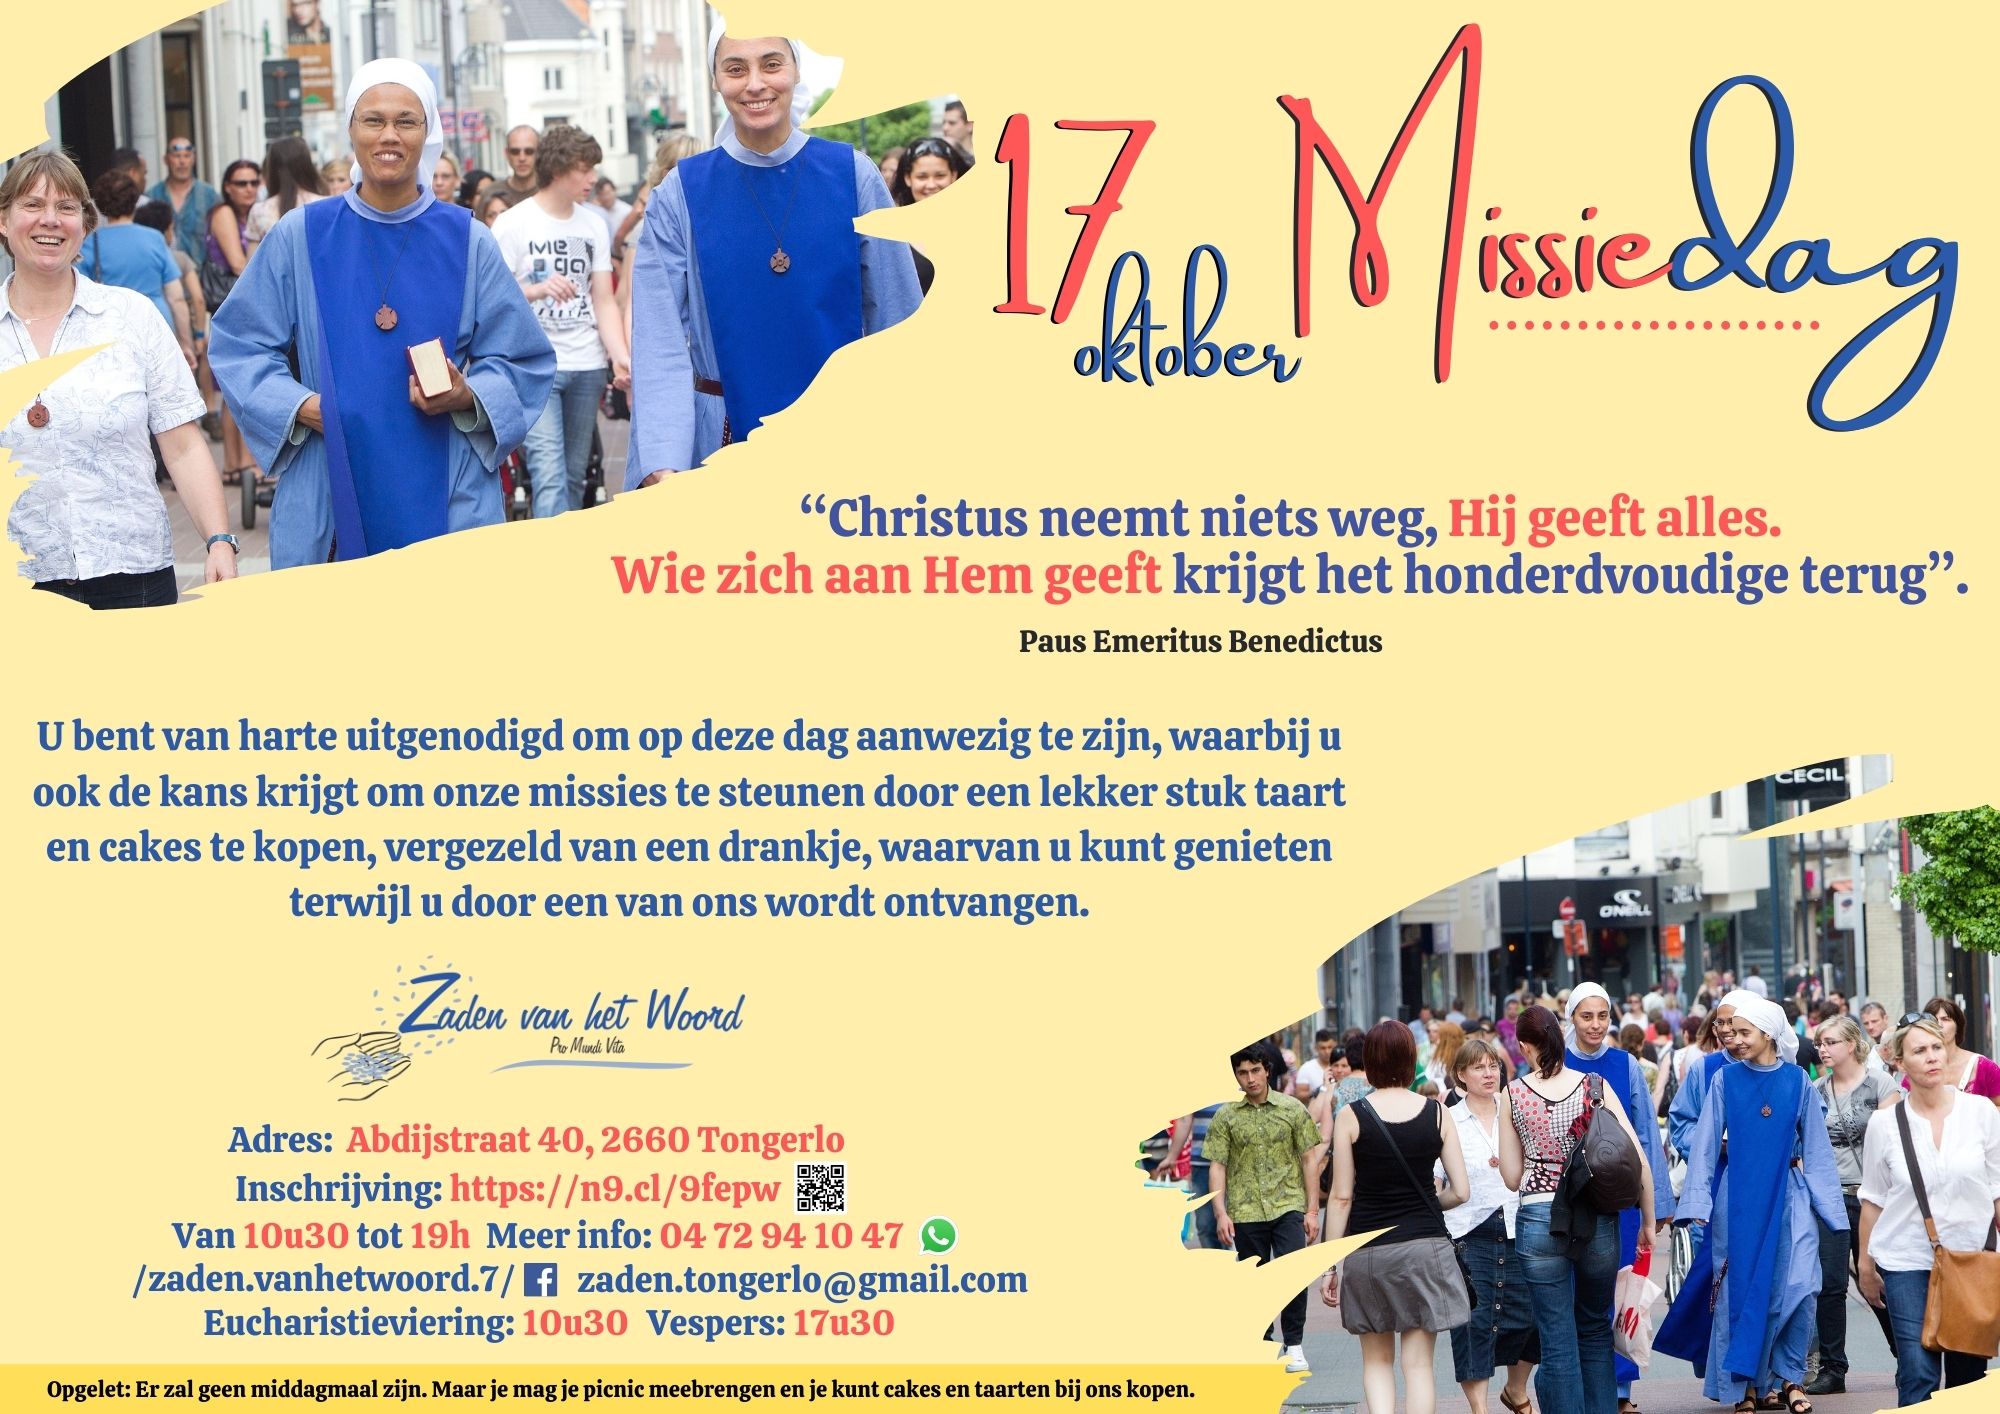 17 Missiedag
oktober
“Christus neemt niets weg, Hij geeft alles.
Wie zich aan Hem geeft krijgt het honderdvoudige terug”.
Paus Emeritus Benedictus
U bent van harte uitgenodigd om op deze dag aanwezig te zijn, waarbij u
ook de kans krijgt om onze missies te steunen door een lekker stuk taart
en cakes te kopen, vergezeld van een drankje, waarvan u kunt genieten
terwijl u door een van ons wordt ontvangen.
Zaden van het Woord
Pro Mundi Vita
Adres: Abdijstraat 40, 2660 Tongerlo
Inschrijving: https://n9.cl/9fepw
Van 10u30 tot 19h Meer info: 04 72 94 10 47
/zaden.vanhetwoord.7/ zaden.tongerlo@gmail.com
Eucharistieviering: 10u30 Vespers: 17u30
Opgelet: Er zal geen middagmaal zijn. Maar je mag je picnic meebrengen en je kunt cakes en taarten bij ons kopen.
CECIL
O'NEILL